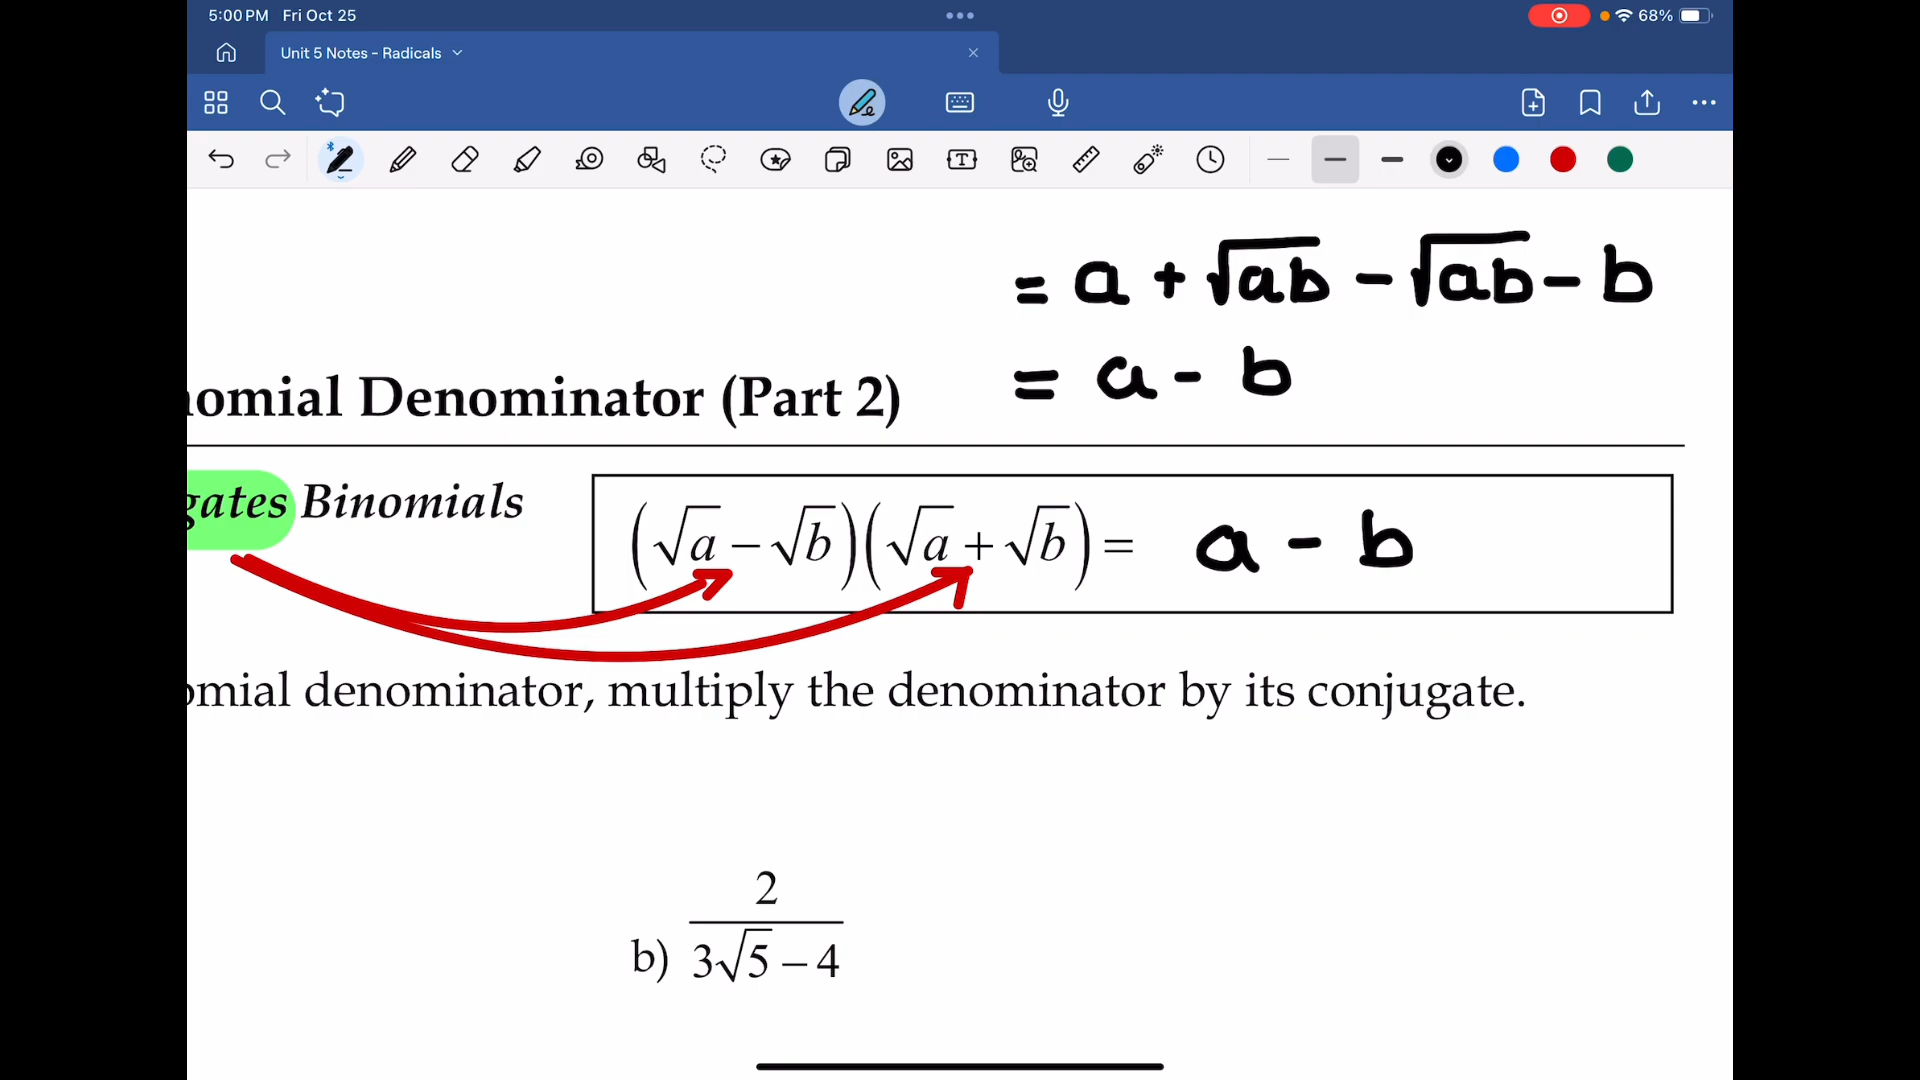 5:00 PM Fri Oct 25
68%
Unit 5 Notes - Radicals
= a + √ab - √ab - b
= a - b
nomial Denominator (Part 2)
gates Binomials
(√a − √b)(√a + √b) = a - b
omial denominator, multiply the denominator by its conjugate.
b) 2/(3√5 − 4)